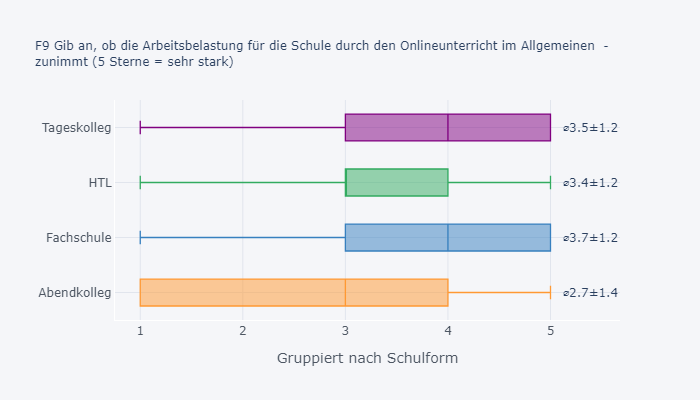 F9 Gib an, ob die Arbeitsbelastung für die Schule durch den Onlineunterricht im Allgemeinen  -
zunimmt (5 Sterne = sehr stark)
Tageskolleg
⌀3.5±1.2
HTL
⌀3.4±1.2
Fachschule
⌀3.7±1.2
Abendkolleg
⌀2.7±1.4
1 2 3 4 5
Gruppiert nach Schulform